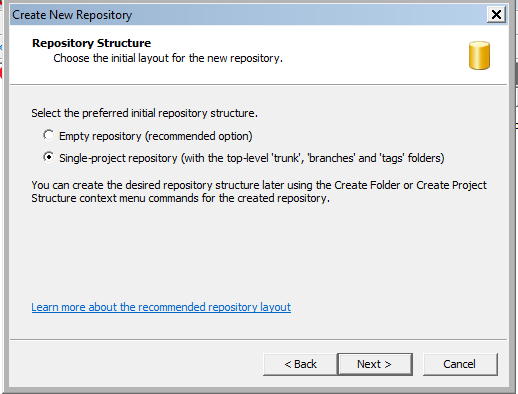 Create New Repository
Repository Structure
Choose the initial layout for the new repository.
Select the preferred initial repository structure.
Empty repository (recommended option)
Single-project repository (with the top-level 'trunk', 'branches' and 'tags' folders)
You can create the desired repository structure later using the Create Folder or Create Project
Structure context menu commands for the created repository.
Learn more about the recommended repository layout
< Back
Next >
Cancel